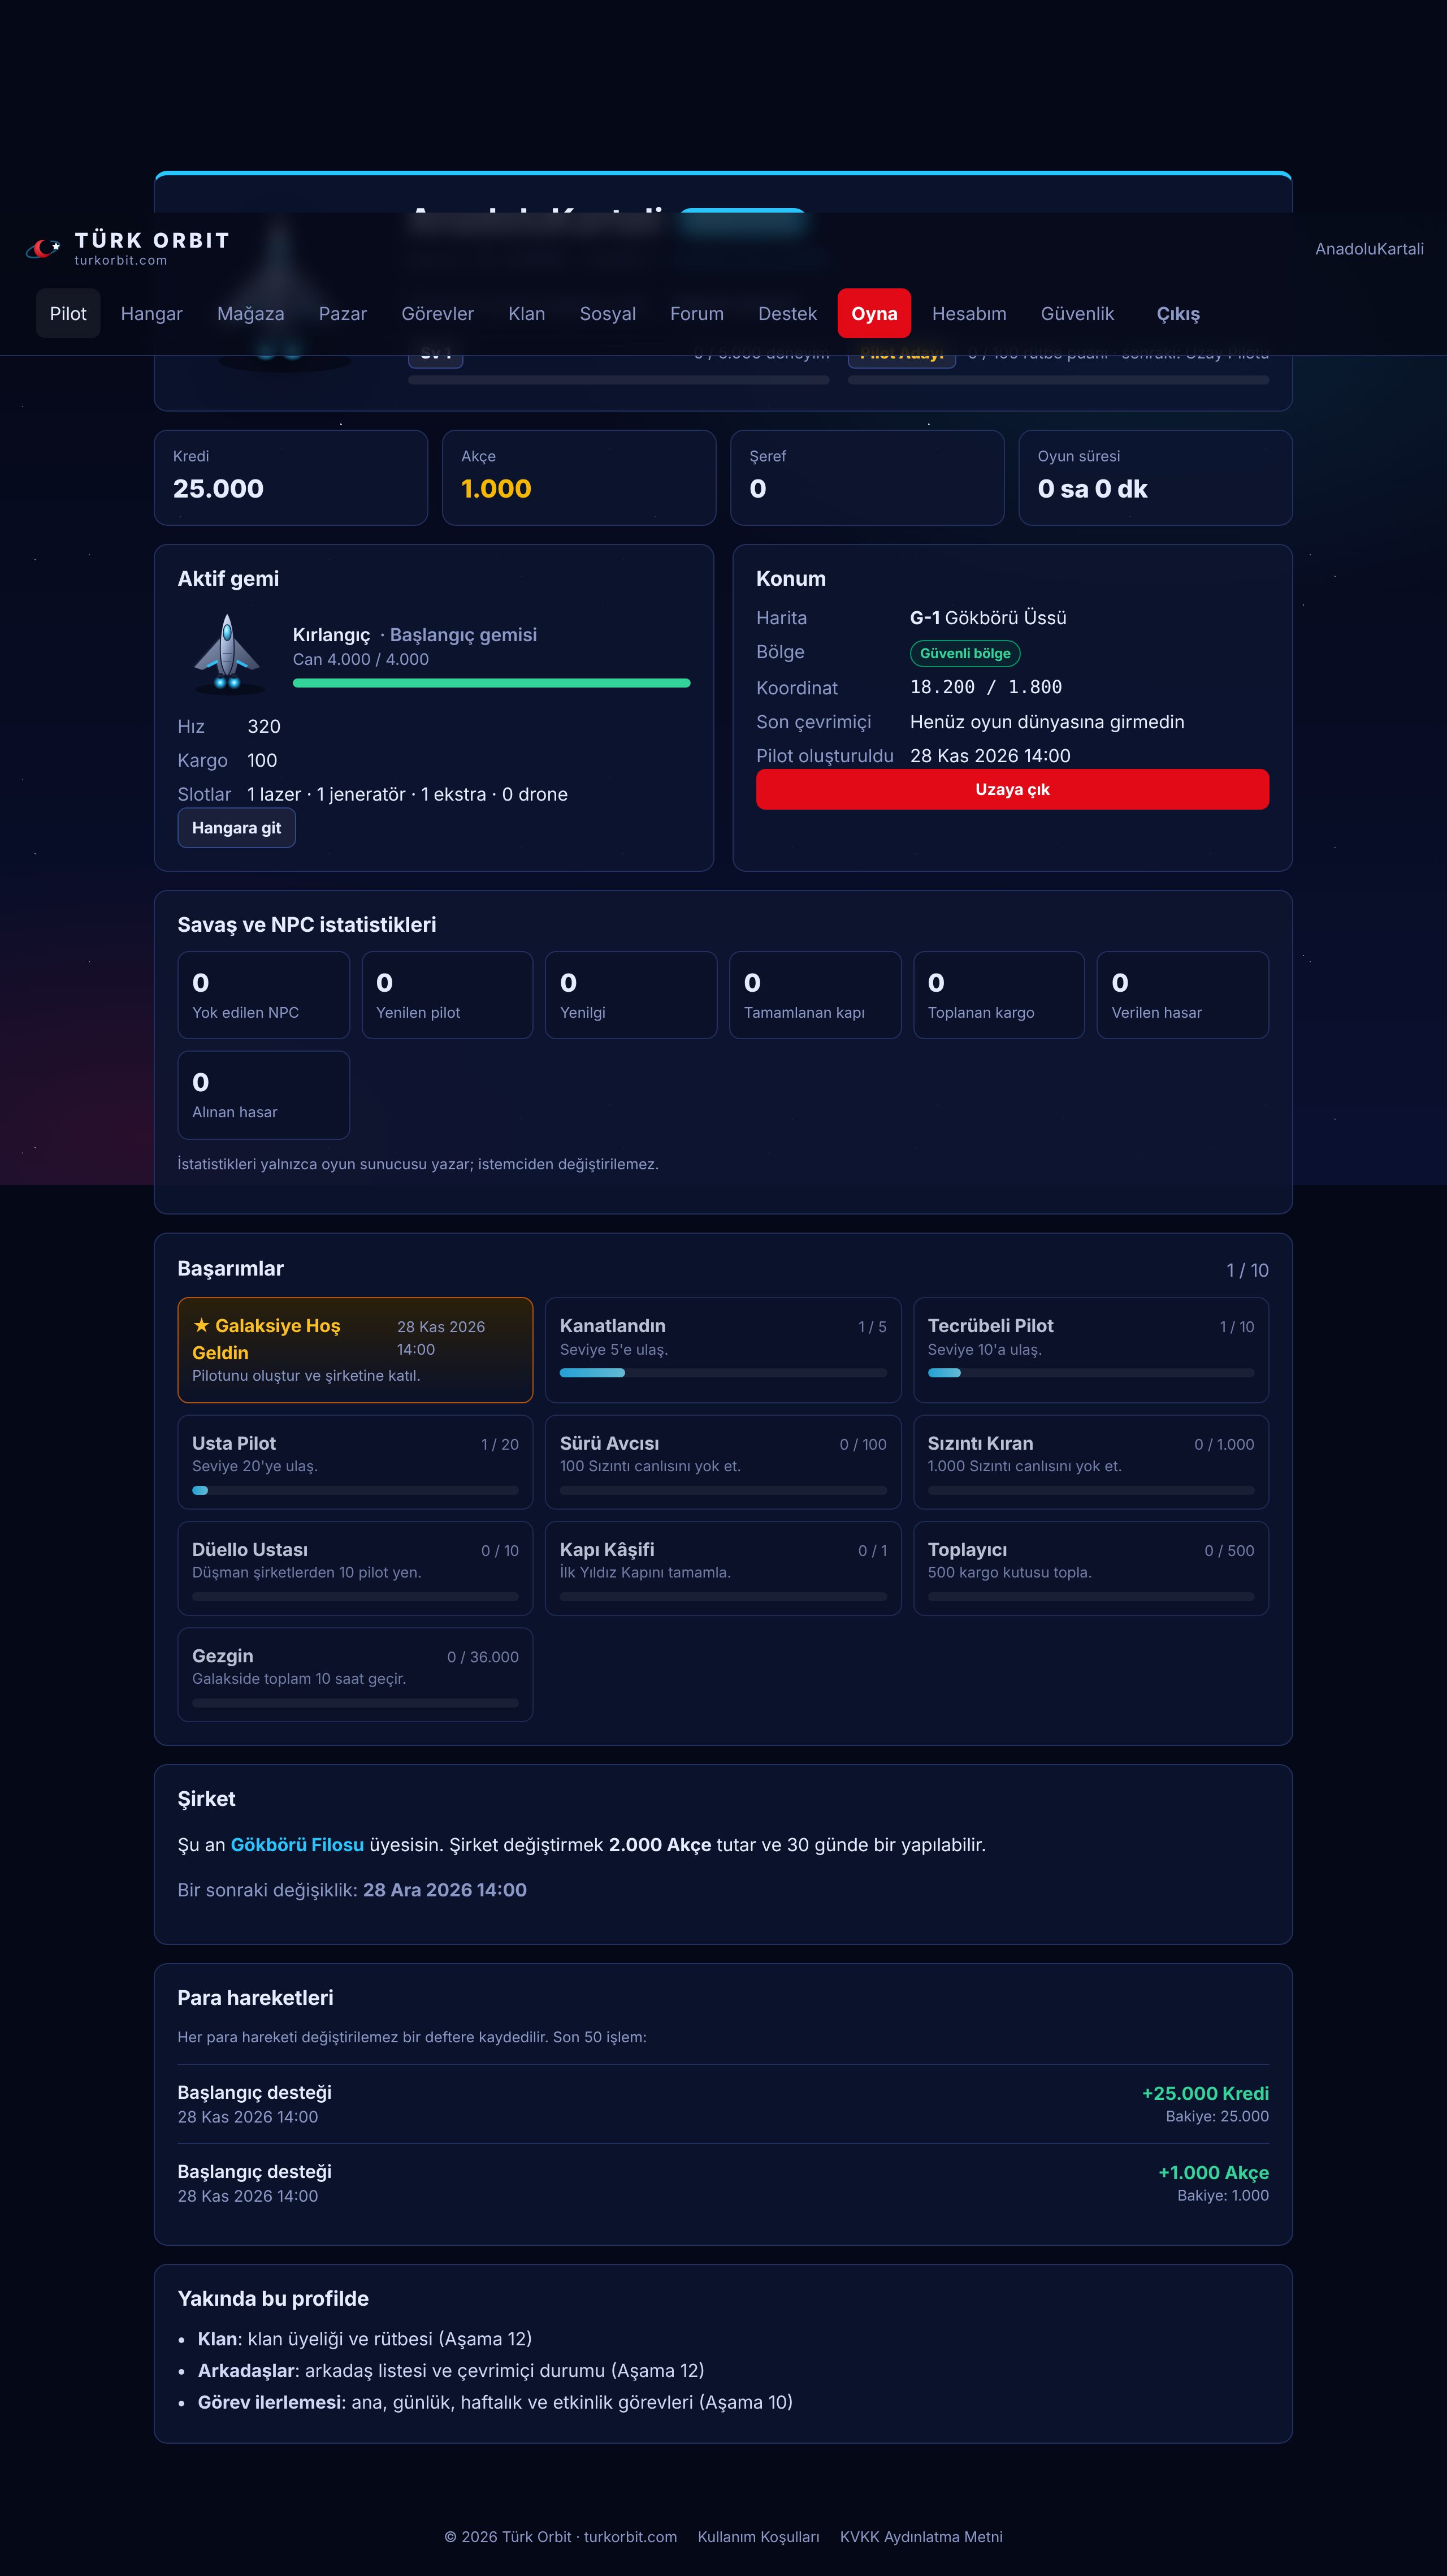 TÜRK ORBIT
turkorbit.com
AnadoluKartali
Pilot Hangar Mağaza Pazar Görevler Klan Sosyal Forum Destek Oyna Hesabım Güvenlik Çıkış
Kredi
25.000
Akçe
1.000
Şeref
0
Oyun süresi
0 sa 0 dk
Aktif gemi
Kırlangıç · Başlangıç gemisi
Can 4.000 / 4.000
Hız 320
Kargo 100
Slotlar 1 lazer · 1 jeneratör · 1 ekstra · 0 drone
Hangara git
Konum
Harita G-1 Gökbörü Üssü
Bölge Güvenli bölge
Koordinat 18.200 / 1.800
Son çevrimiçi Henüz oyun dünyasına girmedin
Pilot oluşturuldu 28 Kas 2026 14:00
Uzaya çık
Savaş ve NPC istatistikleri
0
Yok edilen NPC
0
Yenilen pilot
0
Yenilgi
0
Tamamlanan kapı
0
Toplanan kargo
0
Verilen hasar
0
Alınan hasar
İstatistikleri yalnızca oyun sunucusu yazar; istemciden değiştirilemez.
Başarımlar 1 / 10
★ Galaksiye Hoş
Geldin
28 Kas 2026
14:00
Pilotunu oluştur ve şirketine katıl.
Kanatlandın 1 / 5
Seviye 5'e ulaş.
Tecrübeli Pilot 1 / 10
Seviye 10'a ulaş.
Usta Pilot 1 / 20
Seviye 20'ye ulaş.
Sürü Avcısı 0 / 100
100 Sızıntı canlısını yok et.
Sızıntı Kıran 0 / 1.000
1.000 Sızıntı canlısını yok et.
Düello Ustası 0 / 10
Düşman şirketlerden 10 pilot yen.
Kapı Kâşifi 0 / 1
İlk Yıldız Kapını tamamla.
Toplayıcı 0 / 500
500 kargo kutusu topla.
Gezgin 0 / 36.000
Galakside toplam 10 saat geçir.
Şirket
Şu an Gökbörü Filosu üyesisin. Şirket değiştirmek 2.000 Akçe tutar ve 30 günde bir yapılabilir.
Bir sonraki değişiklik: 28 Ara 2026 14:00
Para hareketleri
Her para hareketi değiştirilemez bir deftere kaydedilir. Son 50 işlem:
Başlangıç desteği +25.000 Kredi
28 Kas 2026 14:00 Bakiye: 25.000
Başlangıç desteği +1.000 Akçe
28 Kas 2026 14:00 Bakiye: 1.000
Yakında bu profilde
• Klan: klan üyeliği ve rütbesi (Aşama 12)
• Arkadaşlar: arkadaş listesi ve çevrimiçi durumu (Aşama 12)
• Görev ilerlemesi: ana, günlük, haftalık ve etkinlik görevleri (Aşama 10)
© 2026 Türk Orbit · turkorbit.com Kullanım Koşulları KVKK Aydınlatma Metni